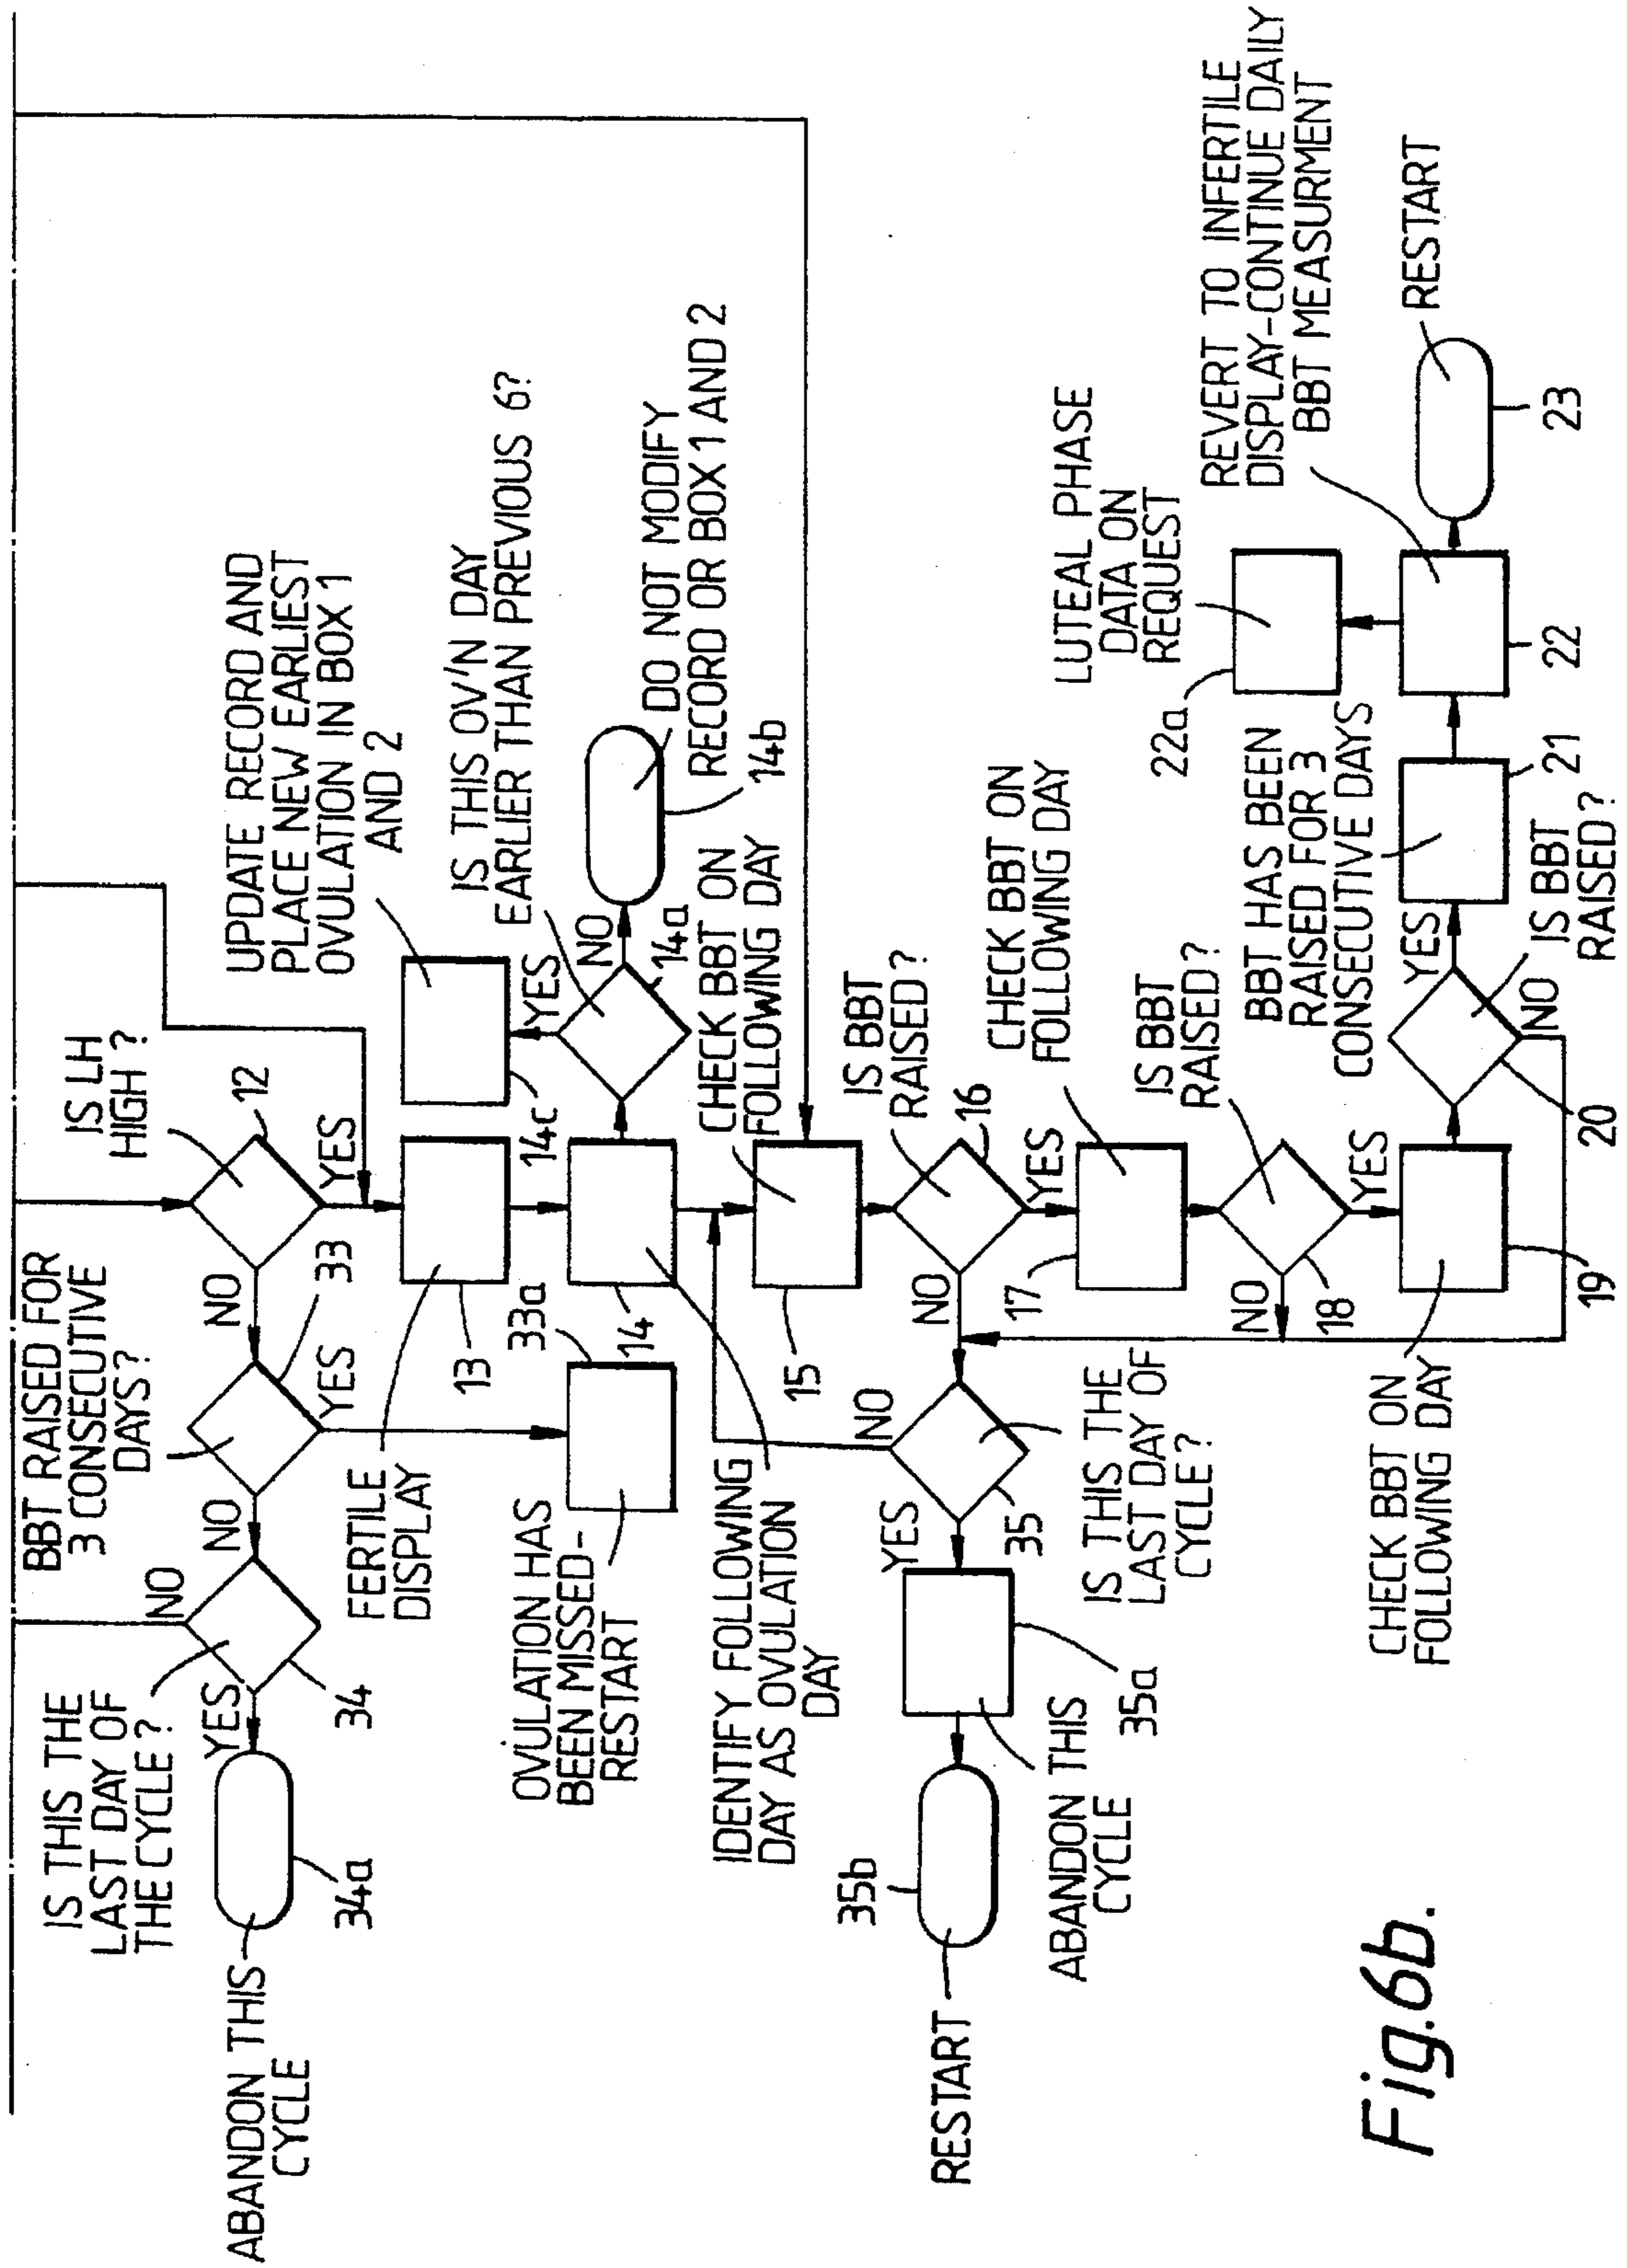 IS THIS THE
LAST DAY OF
THE CYCLE?
NO
YES
34
34a
ABANDON THIS
CYCLE
BBT RAISED FOR
3 CONSECUTIVE
DAYS?
NO
33
YES
IS LH
HIGH?
12
NO
YES
FERTILE
DISPLAY
13
OVULATION HAS
BEEN MISSED-
RESTART
33a
UPDATE RECORD AND
PLACE NEW EARLIEST
OVULATION IN BOX 1
AND 2
14c
IS THIS OV'N DAY
EARLIER THAN PREVIOUS 6?
YES
NO
14a
DO NOT MODIFY
RECORD OR BOX 1 AND 2
14b
14
IDENTIFY FOLLOWING
DAY AS OVULATION
DAY
CHECK BBT ON
FOLLOWING DAY
15
IS BBT
RAISED?
16
NO
YES
NO
YES
35
IS THIS THE
LAST DAY OF
CYCLE?
35a
ABANDON THIS
CYCLE
35b
RESTART
CHECK BBT ON
FOLLOWING DAY
17
IS BBT
RAISED?
NO
18
YES
CHECK BBT ON
FOLLOWING DAY
19
20
IS BBT
RAISED?
NO
YES
BBT HAS BEEN
RAISED FOR 3
CONSECUTIVE DAYS
21
22
22a
LUTEAL PHASE
DATA ON
REQUEST
REVERT TO INFERTILE
DISPLAY-CONTINUE DAILY
BBT MEASURMENT
RESTART
23
Fig.6b.